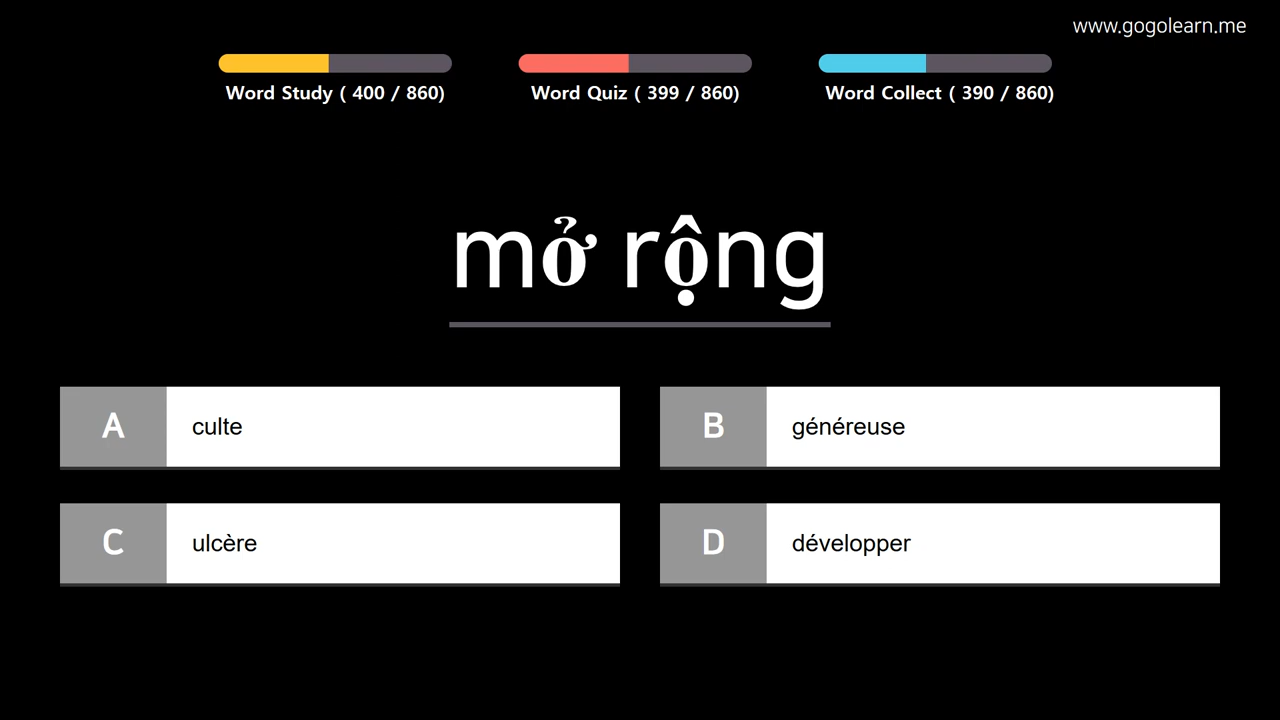 www.gogolearn.me
Word Study ( 400 / 860)
Word Quiz ( 399 / 860)
Word Collect ( 390 / 860)
mở rộng
A culte
B généreuse
C ulcère
D développer